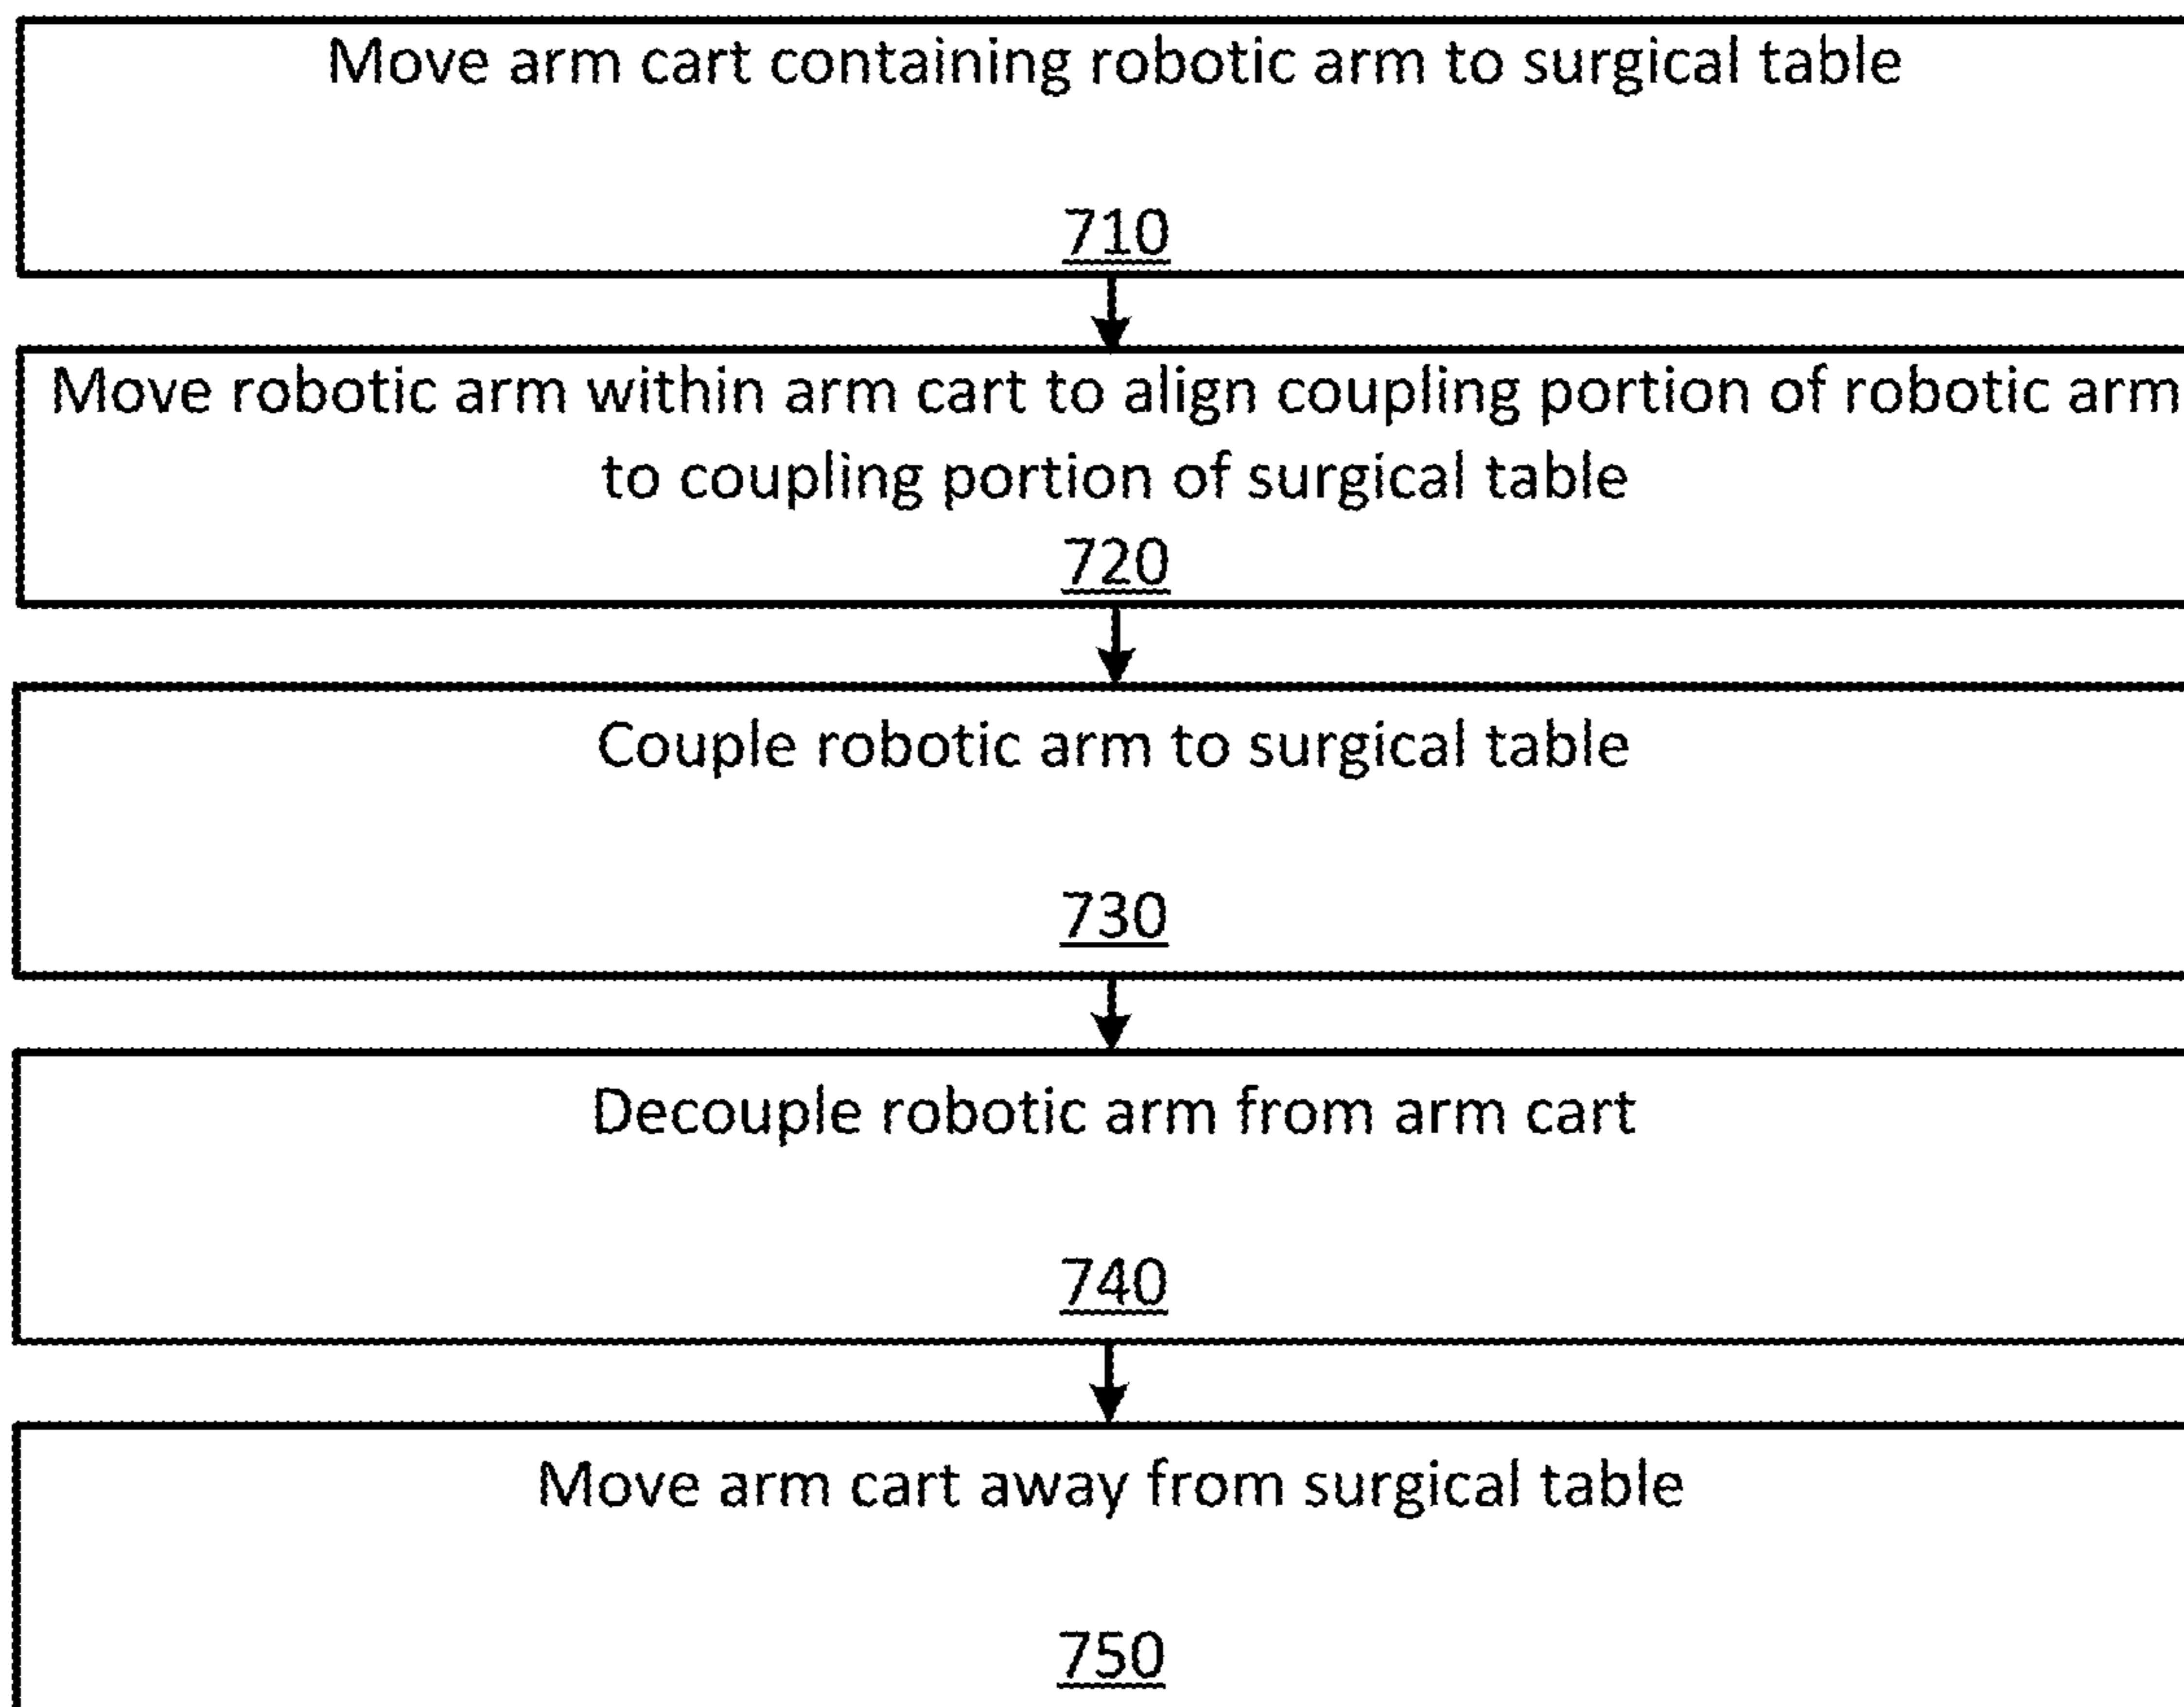 Move arm cart containing robotic arm to surgical table
710
Move robotic arm within arm cart to align coupling portion of robotic arm
to coupling portion of surgical table
720
Couple robotic arm to surgical table
730
Decouple robotic arm from arm cart
740
Move arm cart away from surgical table
750